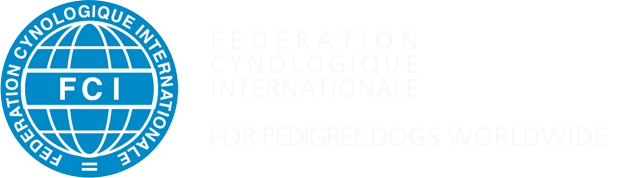 FEDERATION CYNOLOGIQUE INTERNATIONALE =
FCI
FEDERATION
CYNOLOGIQUE
INTERNATIONALE
FOR PEDIGREE DOGS WORLDWIDE